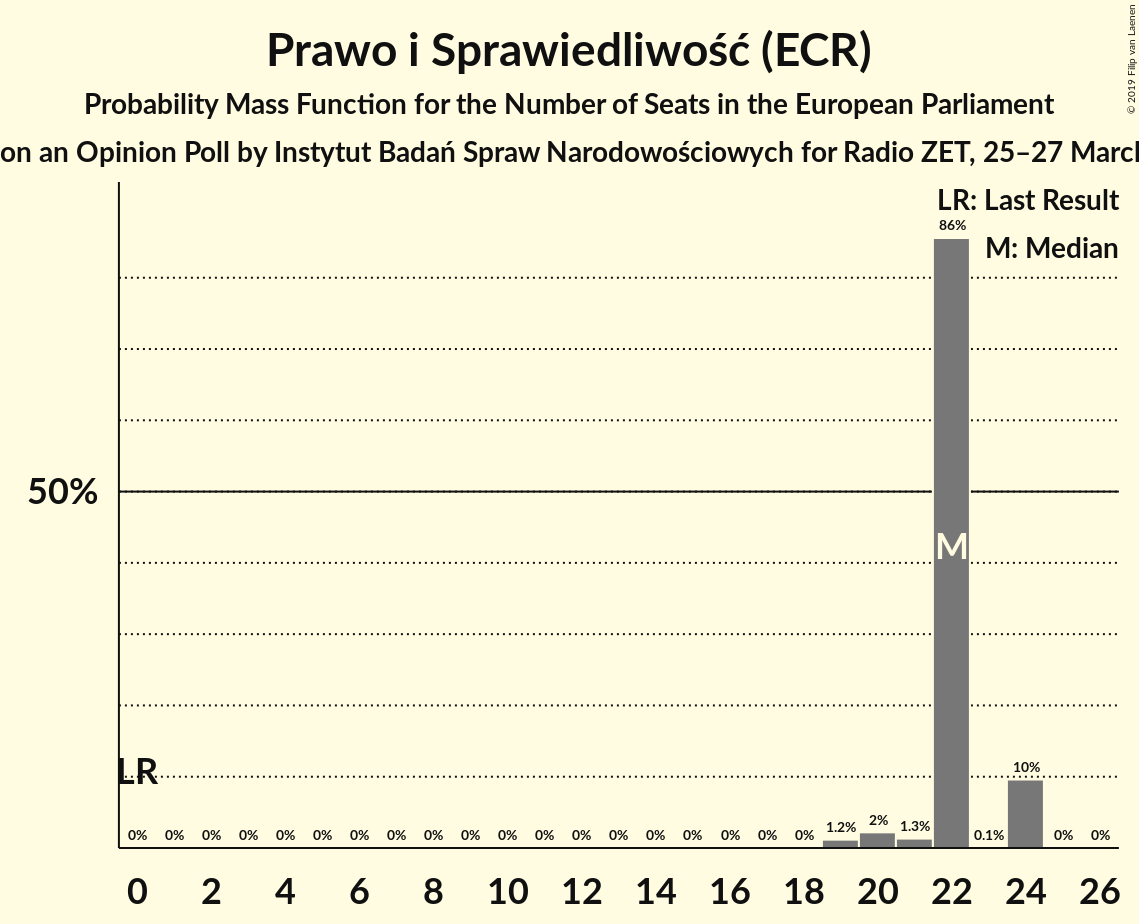 Prawo i Sprawiedliwość (ECR)
Probability Mass Function for the Number of Seats in the European Parliament
on an Opinion Poll by Instytut Badań Spraw Narodowościowych for Radio ZET, 25–27 March
© 2019 Filip van Laenen
LR: Last Result
M: Median
86%
50%
M
LR
10%
0% 0% 0% 0% 0% 0% 0% 0% 0% 0% 0% 0% 0% 0% 0% 0% 0% 0% 0% 1.2% 2% 1.3% 0.1% 0% 0%
0 2 4 6 8 10 12 14 16 18 20 22 24 26